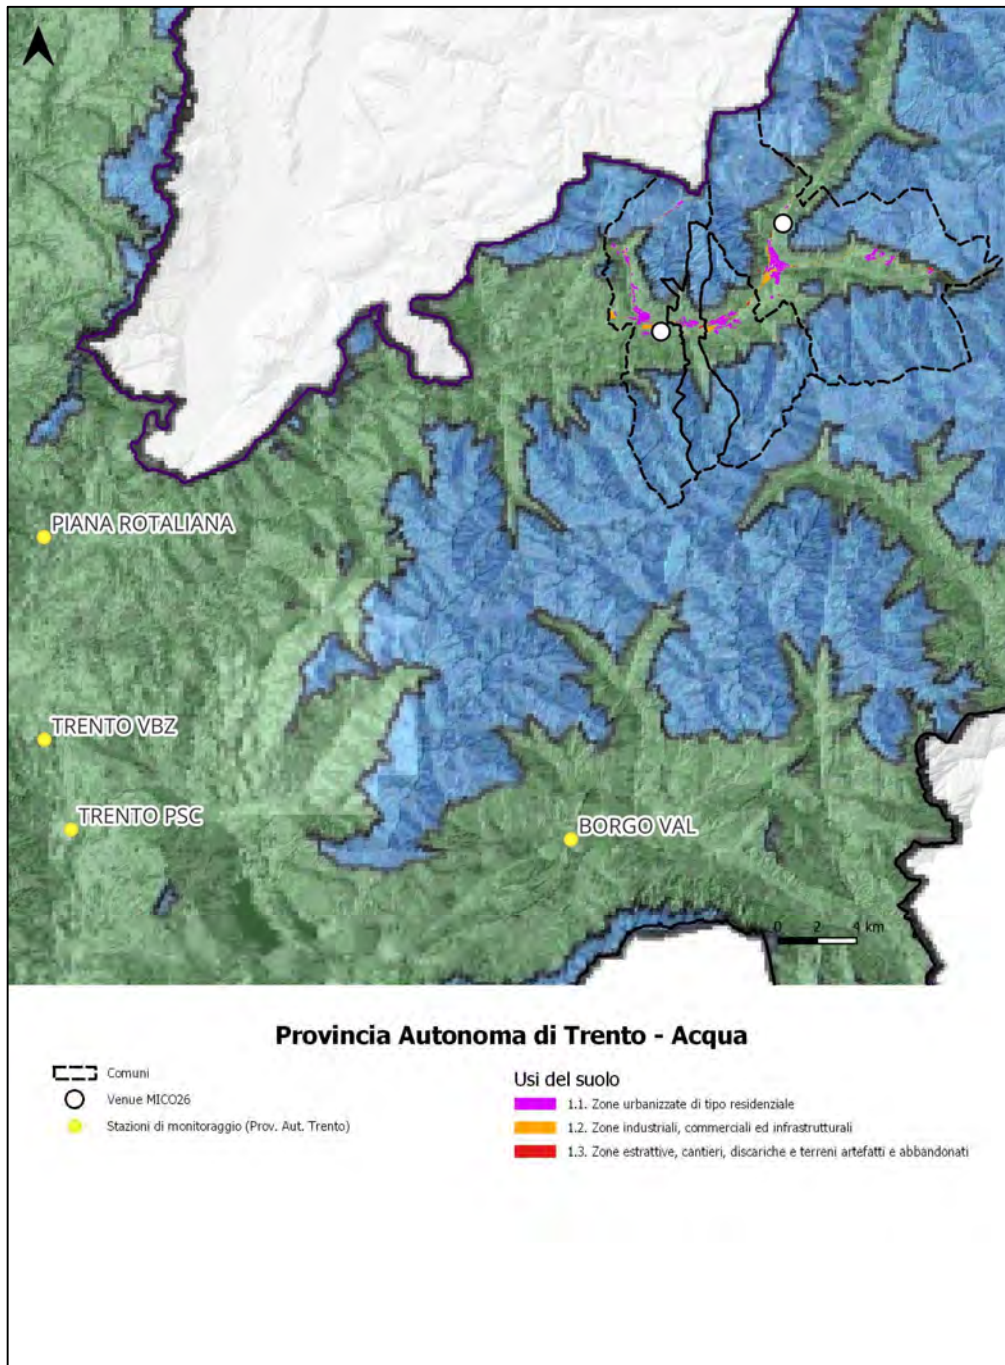 PIANA ROTALIANA
TRENTO VBZ
TRENTO PSC
BORGO VAL
0 2 4 km
Provincia Autonoma di Trento - Acqua
Comuni
Venue MICO26
Stazioni di monitoraggio (Prov. Aut. Trento)
Usi del suolo
1.1. Zone urbanizzate di tipo residenziale
1.2. Zone industriali, commerciali ed infrastrutturali
1.3. Zone estrattive, cantieri, discariche e terreni artefatti e abbandonati